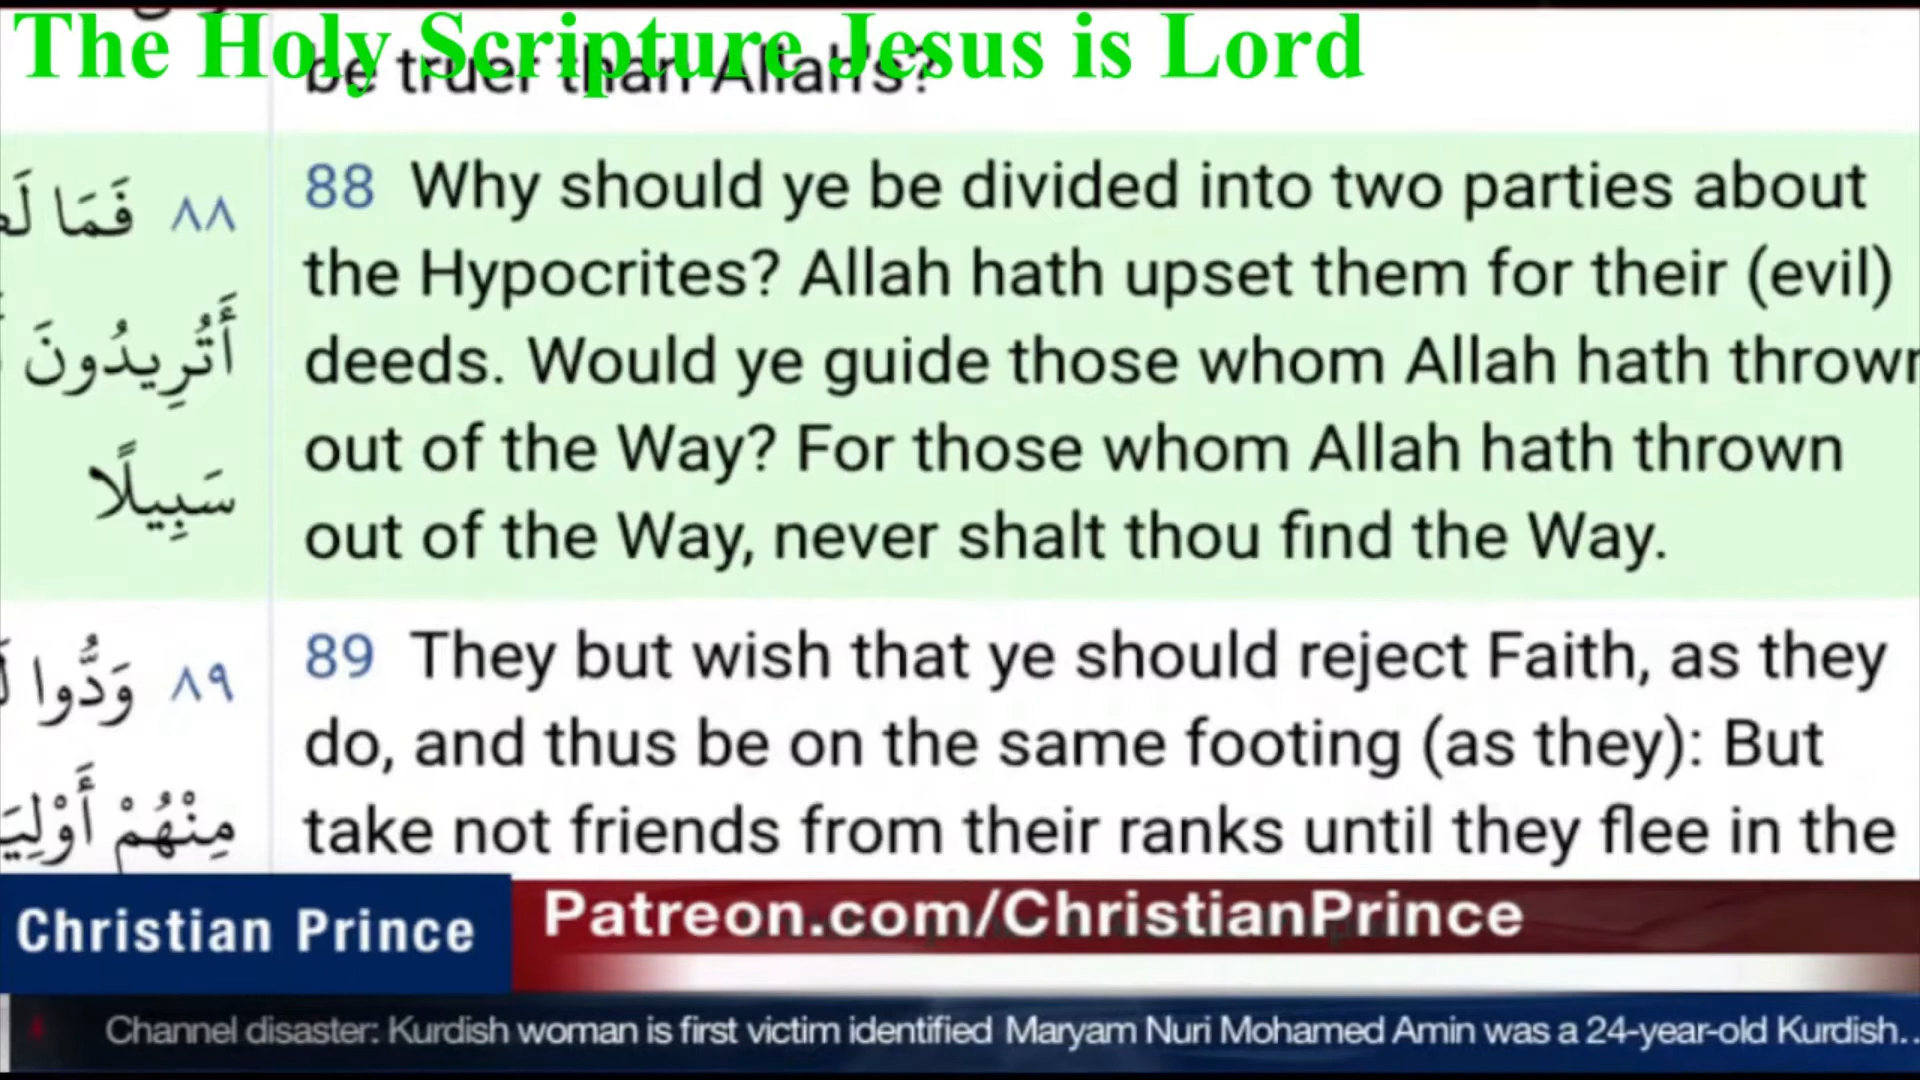 The Holy Scripture Jesus is Lord
be truer than Allah's?
88 Why should ye be divided into two parties about
the Hypocrites? Allah hath upset them for their (evil)
deeds. Would ye guide those whom Allah hath thrown
out of the Way? For those whom Allah hath thrown
out of the Way, never shalt thou find the Way.
٨٨ فَمَا
أَتُرِيدُونَ
سَبِيلًا
89 They but wish that ye should reject Faith, as they
do, and thus be on the same footing (as they): But
take not friends from their ranks until they flee in the
٨٩ وَدُّوا
مِنْهُمْ
Christian Prince
Patreon.com/ChristianPrince
Channel disaster: Kurdish woman is first victim identified Maryam Nuri Mohamed Amin was a 24-year-old Kurdish...